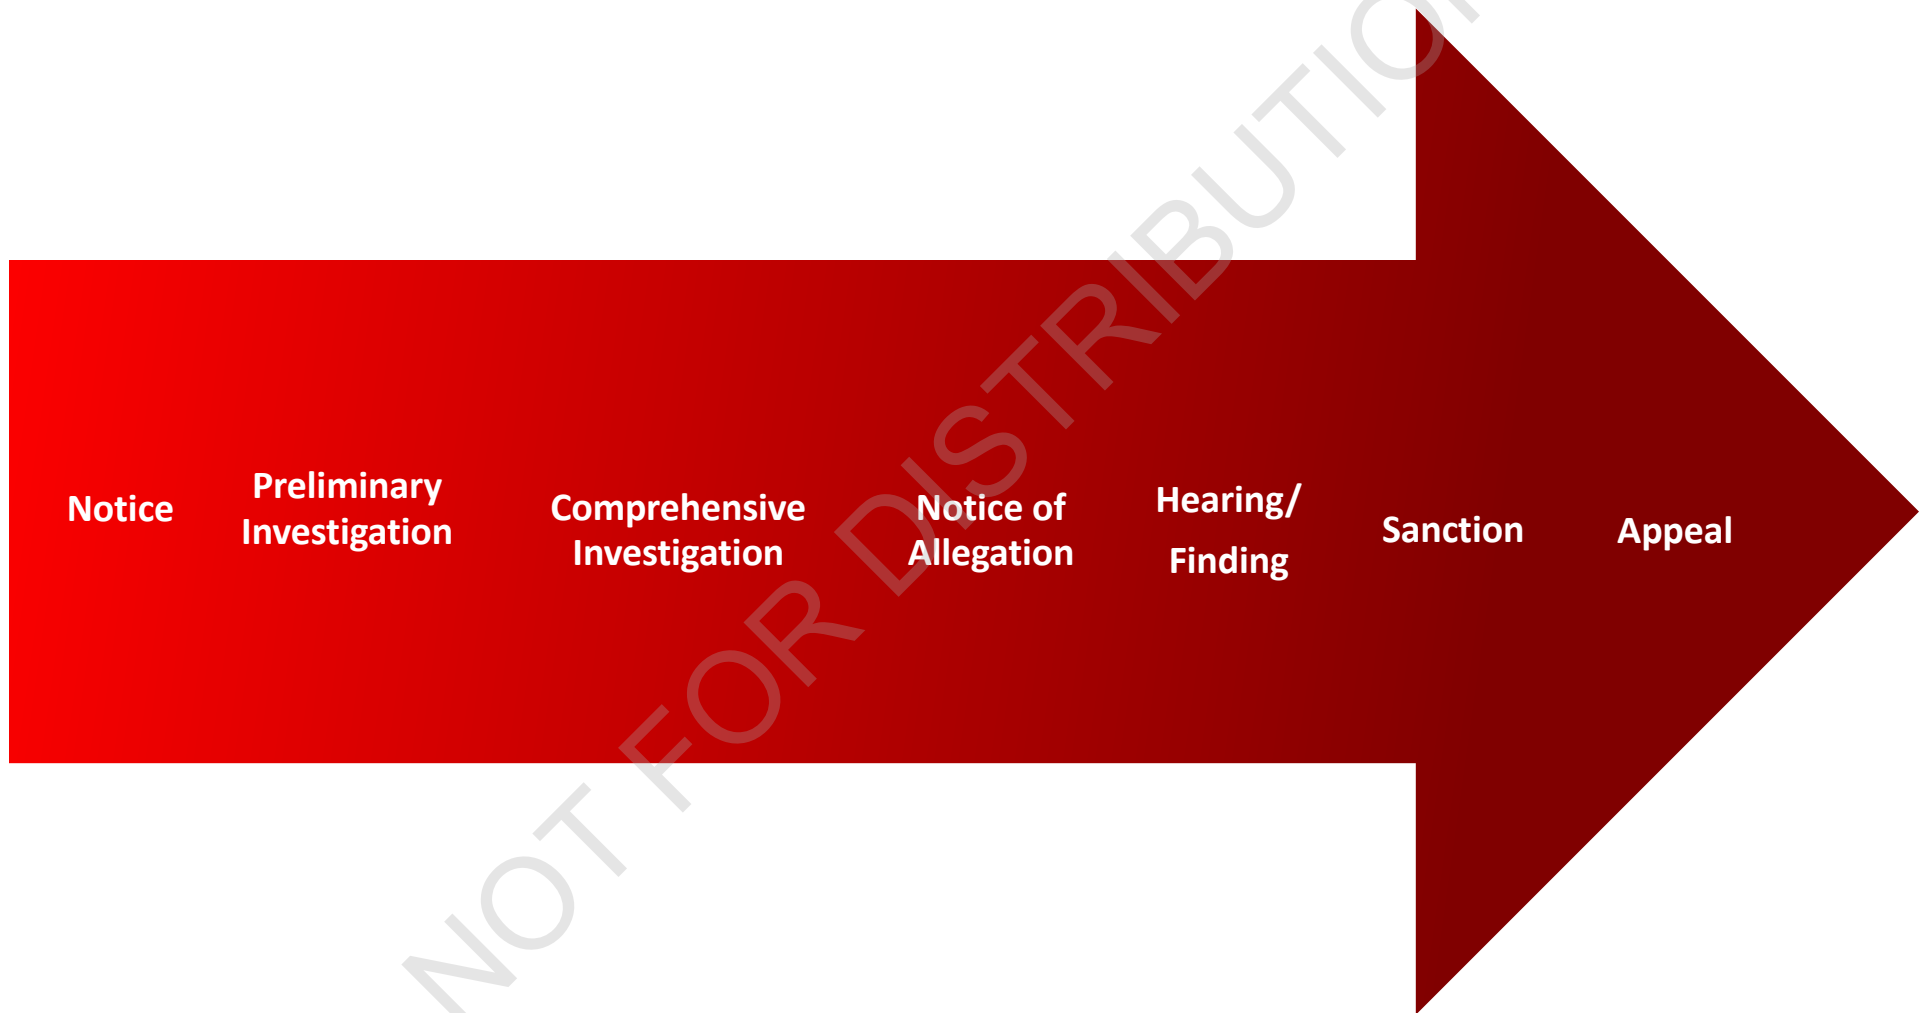 Notice
Preliminary
Investigation
Comprehensive
Investigation
Notice of
Allegation
Hearing/
Finding
Sanction
Appeal
NOT FOR DISTRIBUTION